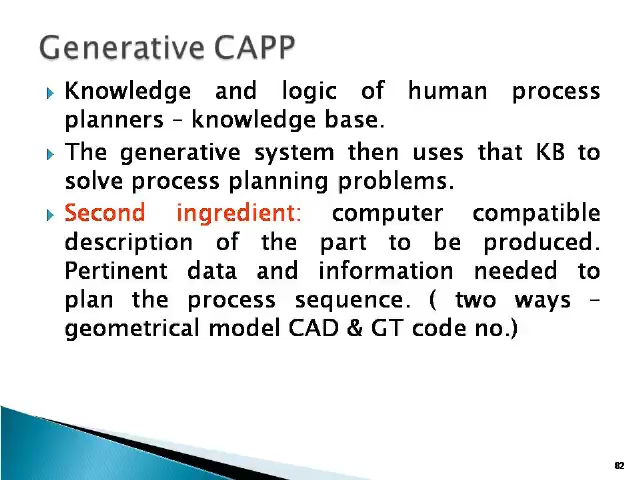 Generative CAPP
Knowledge and logic of human process
planners – knowledge base.
The generative system then uses that KB to
solve process planning problems.
Second ingredient: computer compatible
description of the part to be produced.
Pertinent data and information needed to
plan the process sequence. ( two ways –
geometrical model CAD & GT code no.)
82